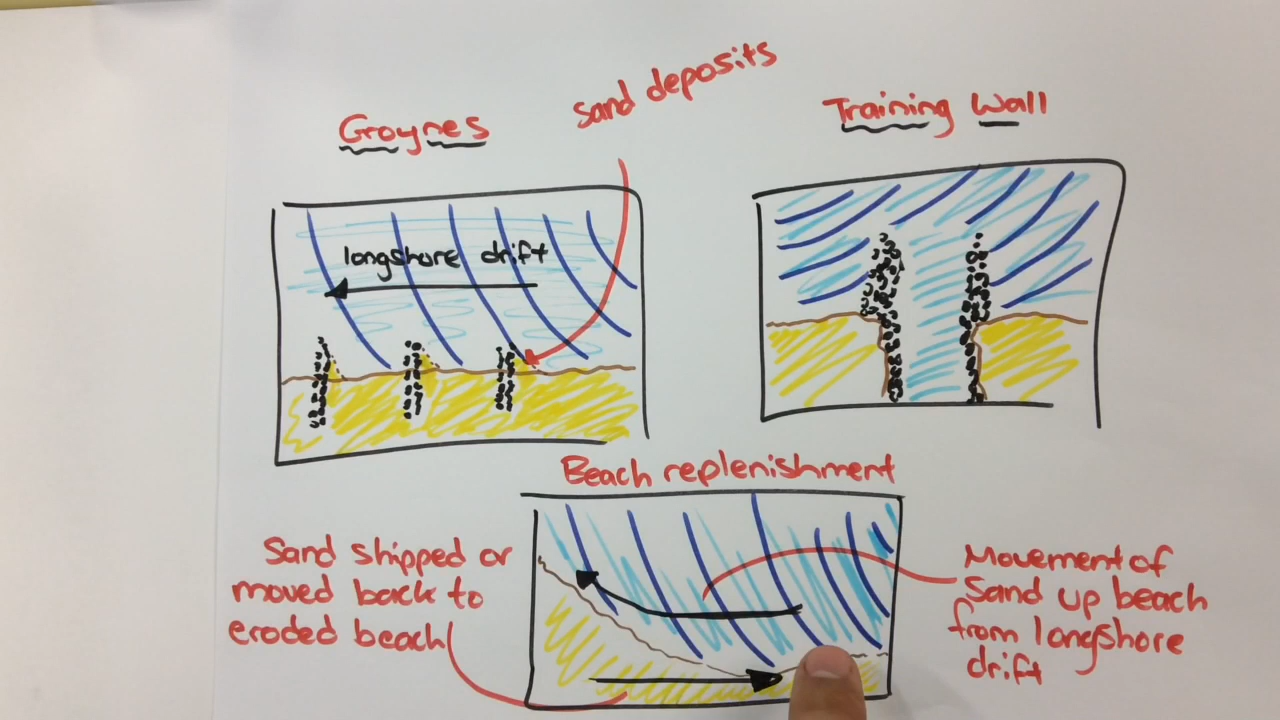 sand deposits
Groynes
Training Wall
longshore drift
Beach replenishment
Sand shipped or
moved back to
eroded beach
Movement of
Sand up beach
from longshore
drift